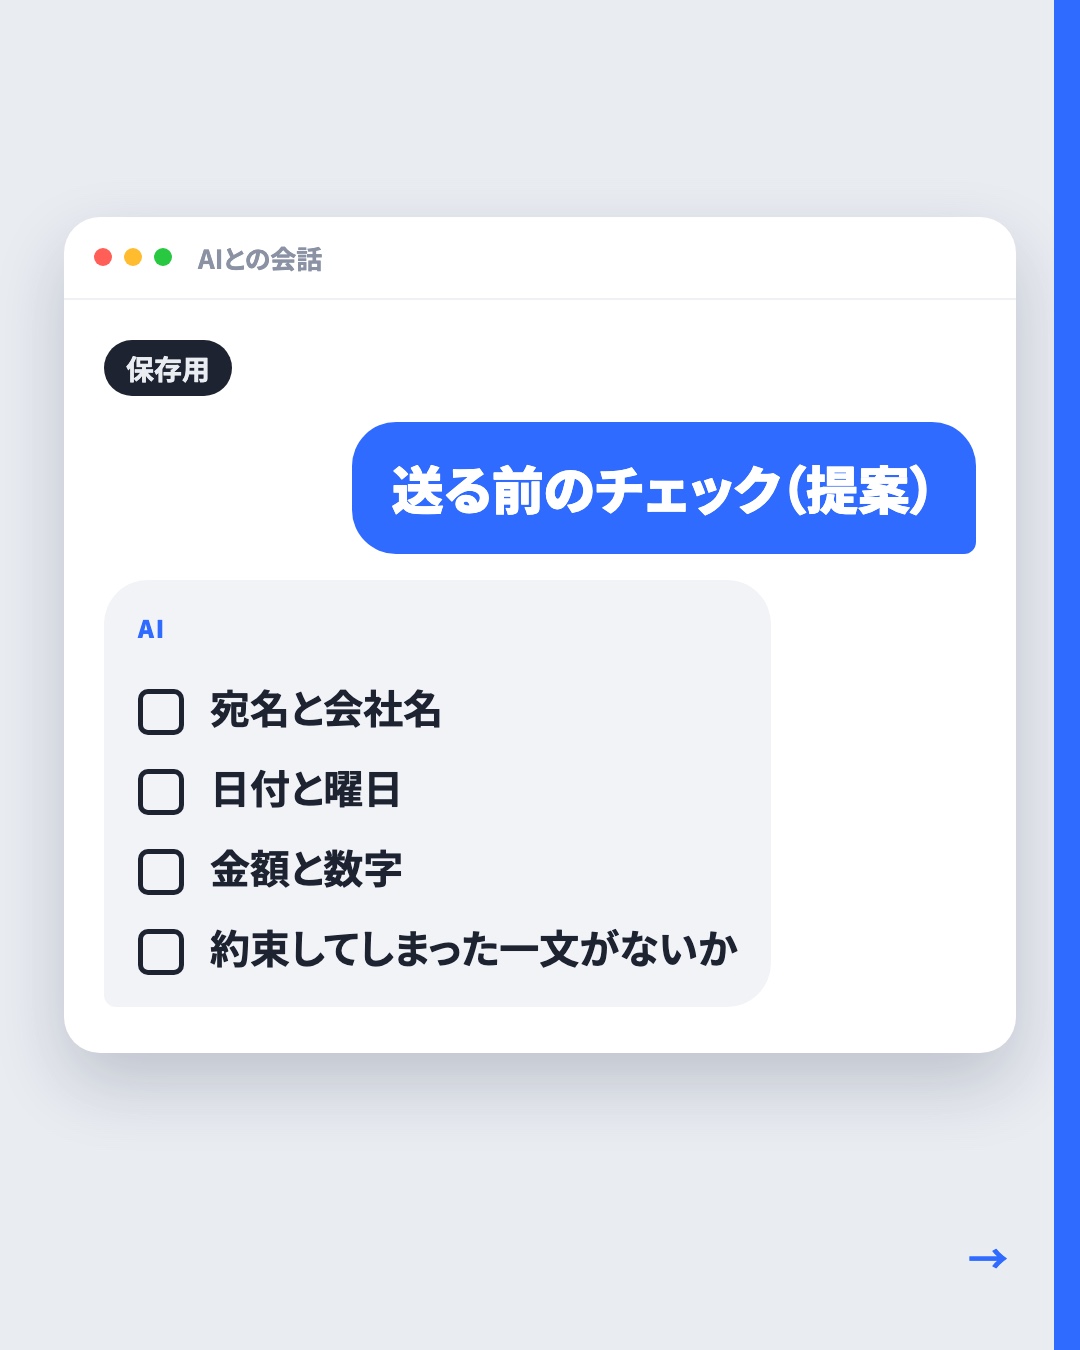 AIとの会話
保存用
送る前のチェック（提案）
AI
宛名と会社名
日付と曜日
金額と数字
約束してしまった一文がないか
→